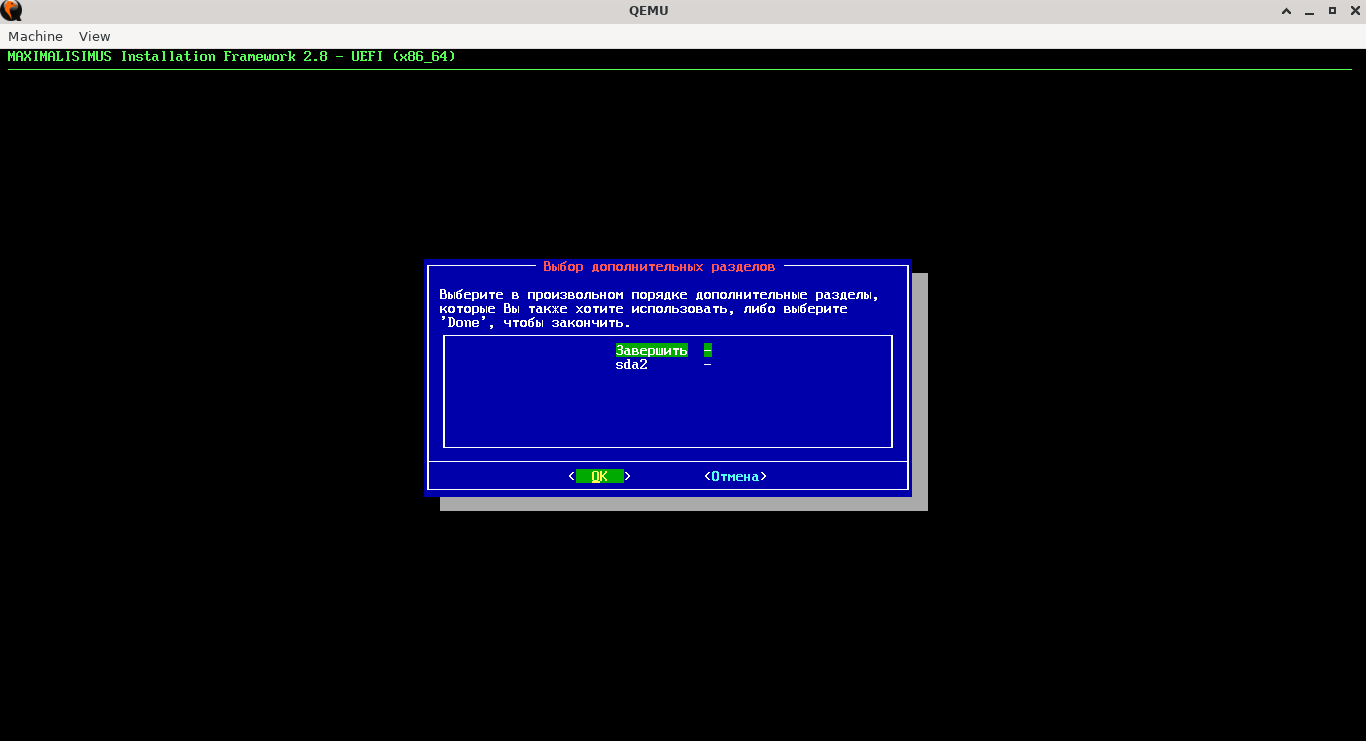 QEMU
Machine View
MAXIMALISIMUS Installation Framework 2.8 - UEFI (x86_64)
Выбор дополнительных разделов
Выберите в произвольном порядке дополнительные разделы,
которые Вы также хотите использовать, либо выберите
'Done', чтобы закончить.
Завершить -
sda2 -
< OK > <Отмена>